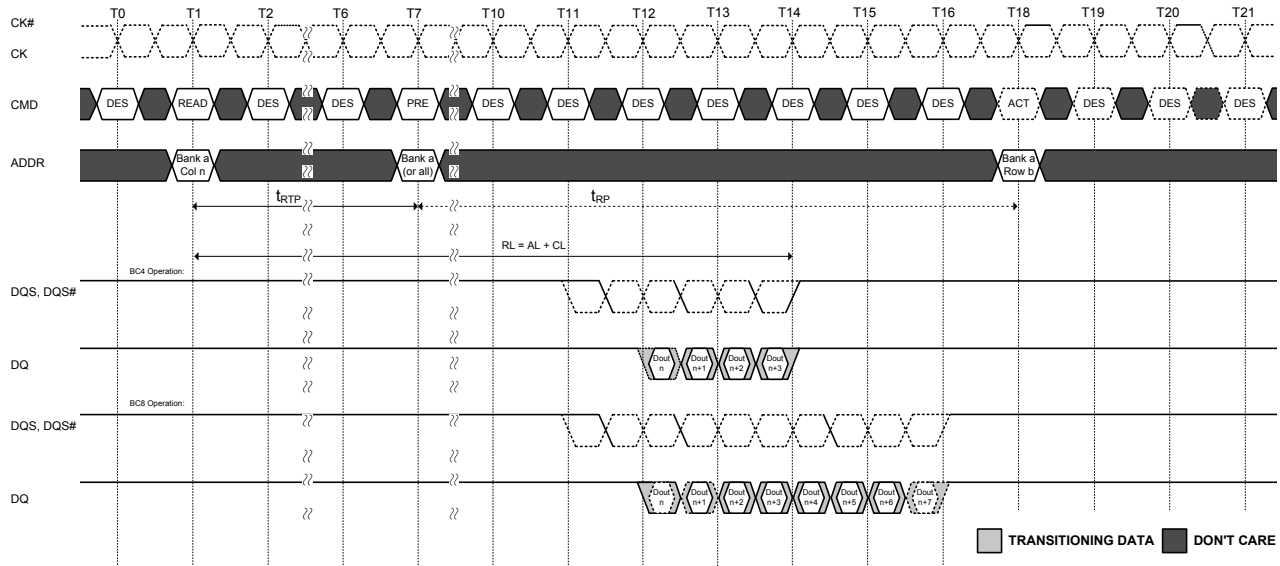 T0 T1 T2 T6 T7 T10 T11 T12 T13 T14 T15 T16 T18 T19 T20 T21
CK#
CK
CMD DES READ DES DES PRE DES DES DES DES DES DES DES ACT DES DES DES
ADDR
Bank a
Col n
Bank a
(or all)
Bank a
Row b
tRTP
tRP
RL = AL + CL
BC4 Operation:
DQS, DQS#
DQ
Dout
n
Dout
n+1
Dout
n+2
Dout
n+3
BC8 Operation:
DQS, DQS#
DQ
Dout
n
Dout
n+1
Dout
n+2
Dout
n+3
Dout
n+4
Dout
n+5
Dout
n+6
Dout
n+7
TRANSITIONING DATA DON'T CARE